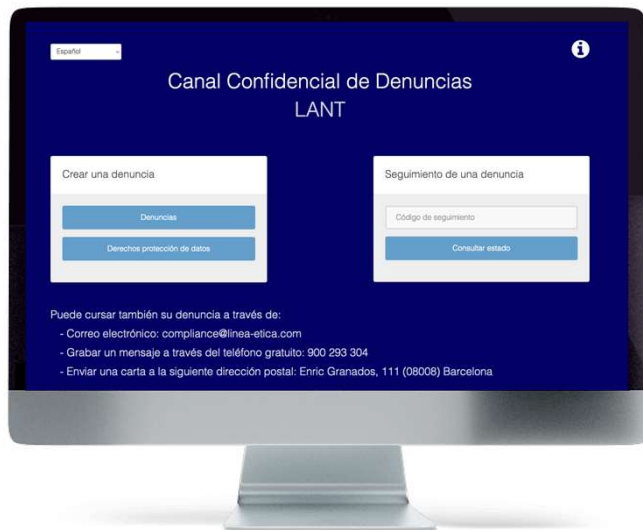 Español
Canal Confidencial de Denuncias
LANT
Crear una denuncia
Denuncias
Derechos protección de datos
Seguimiento de una denuncia
Código de seguimiento
Consultar estado
Puede cursar también su denuncia a través de:
- Correo electrónico: compliance@linea-etica.com
- Grabar un mensaje a través del teléfono gratuito: 900 293 304
- Enviar una carta a la siguiente dirección postal: Enric Granados, 111 (08008) Barcelona